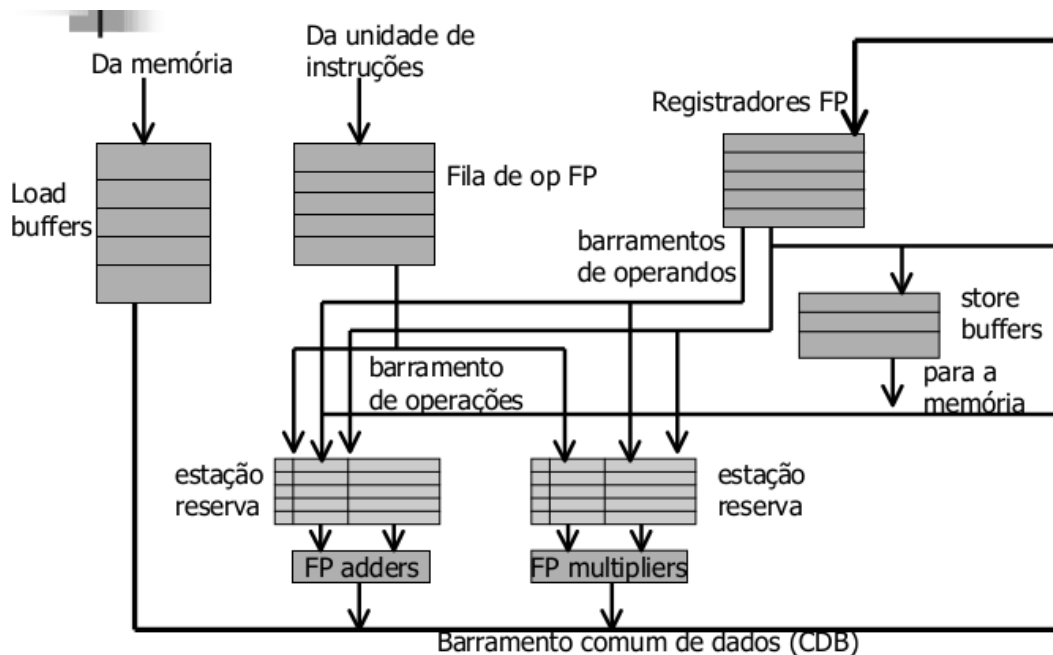 Da memória
Da unidade de
instruções
Registradores FP
Load
buffers
Fila de op FP
barramentos
de operandos
store
buffers
barramento
de operações
para a
memória
estação
reserva
estação
reserva
FP adders
FP multipliers
Barramento comum de dados (CDB)